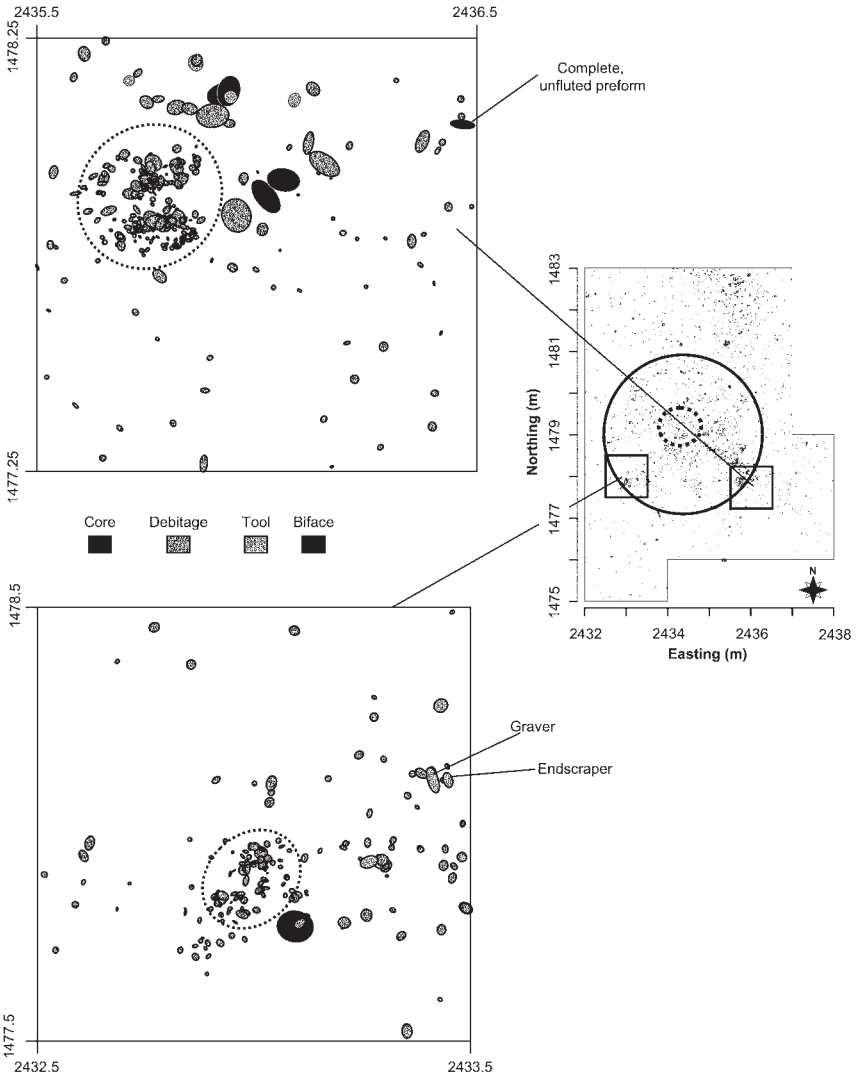 2435.5
2436.5
1478.25
1477.25
Complete,
unfluted preform
Core
Debitage
Tool
Biface
1483
1481
1479
1477
1475
Northing (m)
N
2432
2434
2436
2438
Easting (m)
1478.5
1477.5
Graver
Endscraper
2432.5
2433.5